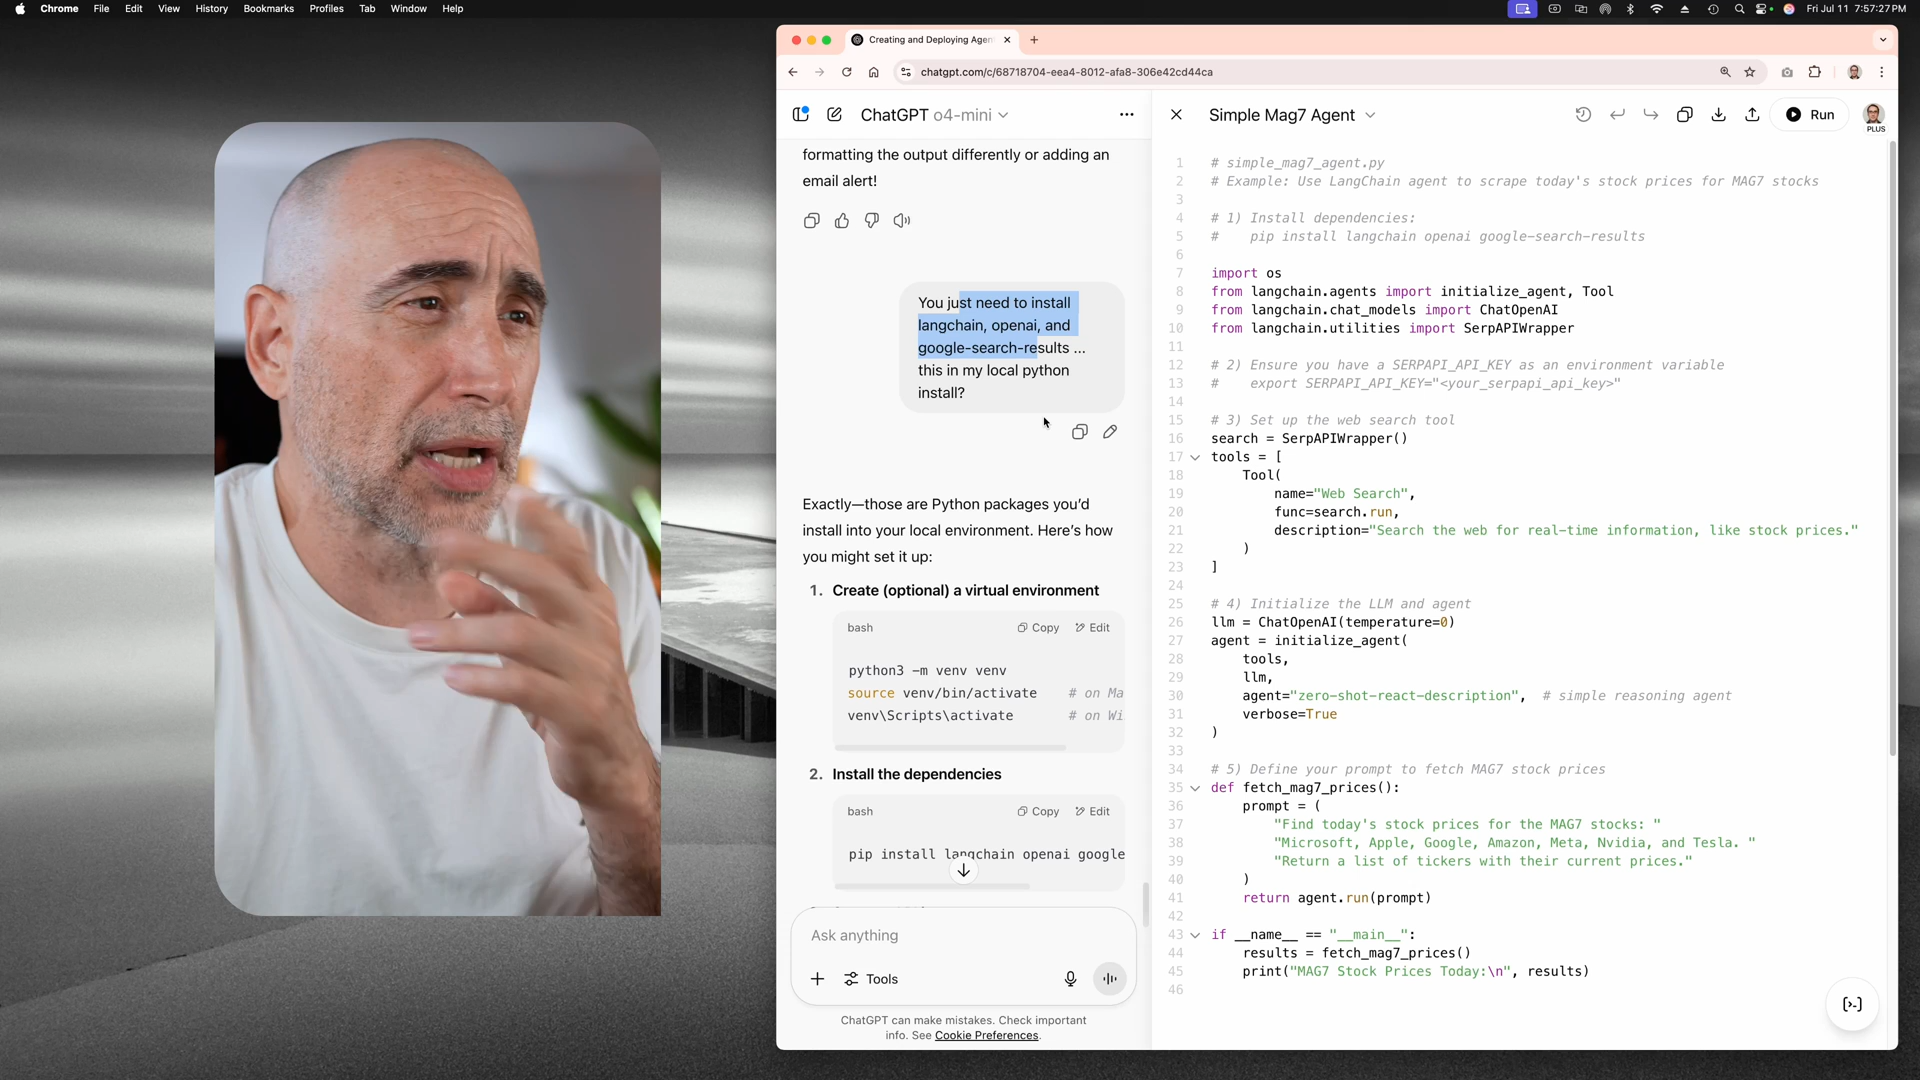 Chrome File Edit View History Bookmarks Profiles Tab Window Help
Fri Jul 11 7:57:27 PM
Creating and Deploying Agen
chatgpt.com/c/68718704-eea4-8012-afa8-306e42cd44ca
ChatGPT o4-mini
formatting the output differently or adding an
email alert!
You just need to install
langchain, openai, and
google-search-results ...
this in my local python
install?
Exactly—those are Python packages you'd
install into your local environment. Here's how
you might set it up:
1. Create (optional) a virtual environment
bash Copy Edit
python3 -m venv venv
source venv/bin/activate # on Ma
venv\Scripts\activate # on Wi
2. Install the dependencies
bash Copy Edit
pip install langchain openai google
Ask anything
Tools
ChatGPT can make mistakes. Check important
info. See Cookie Preferences.
Simple Mag7 Agent
Run
PLUS
1 # simple_mag7_agent.py
2 # Example: Use LangChain agent to scrape today's stock prices for MAG7 stocks
3
4 # 1) Install dependencies:
5 # pip install langchain openai google-search-results
6
7 import os
8 from langchain.agents import initialize_agent, Tool
9 from langchain.chat_models import ChatOpenAI
10 from langchain.utilities import SerpAPIWrapper
11
12 # 2) Ensure you have a SERPAPI_API_KEY as an environment variable
13 # export SERPAPI_API_KEY="<your_serpapi_api_key>"
14
15 # 3) Set up the web search tool
16 search = SerpAPIWrapper()
17 tools = [
18 Tool(
19 name="Web Search",
20 func=search.run,
21 description="Search the web for real-time information, like stock prices."
22 )
23 ]
24
25 # 4) Initialize the LLM and agent
26 llm = ChatOpenAI(temperature=0)
27 agent = initialize_agent(
28 tools,
29 llm,
30 agent="zero-shot-react-description", # simple reasoning agent
31 verbose=True
32 )
33
34 # 5) Define your prompt to fetch MAG7 stock prices
35 def fetch_mag7_prices():
36 prompt = (
37 "Find today's stock prices for the MAG7 stocks: "
38 "Microsoft, Apple, Google, Amazon, Meta, Nvidia, and Tesla. "
39 "Return a list of tickers with their current prices."
40 )
41 return agent.run(prompt)
42
43 if __name__ == "__main__":
44 results = fetch_mag7_prices()
45 print("MAG7 Stock Prices Today:\n", results)
46